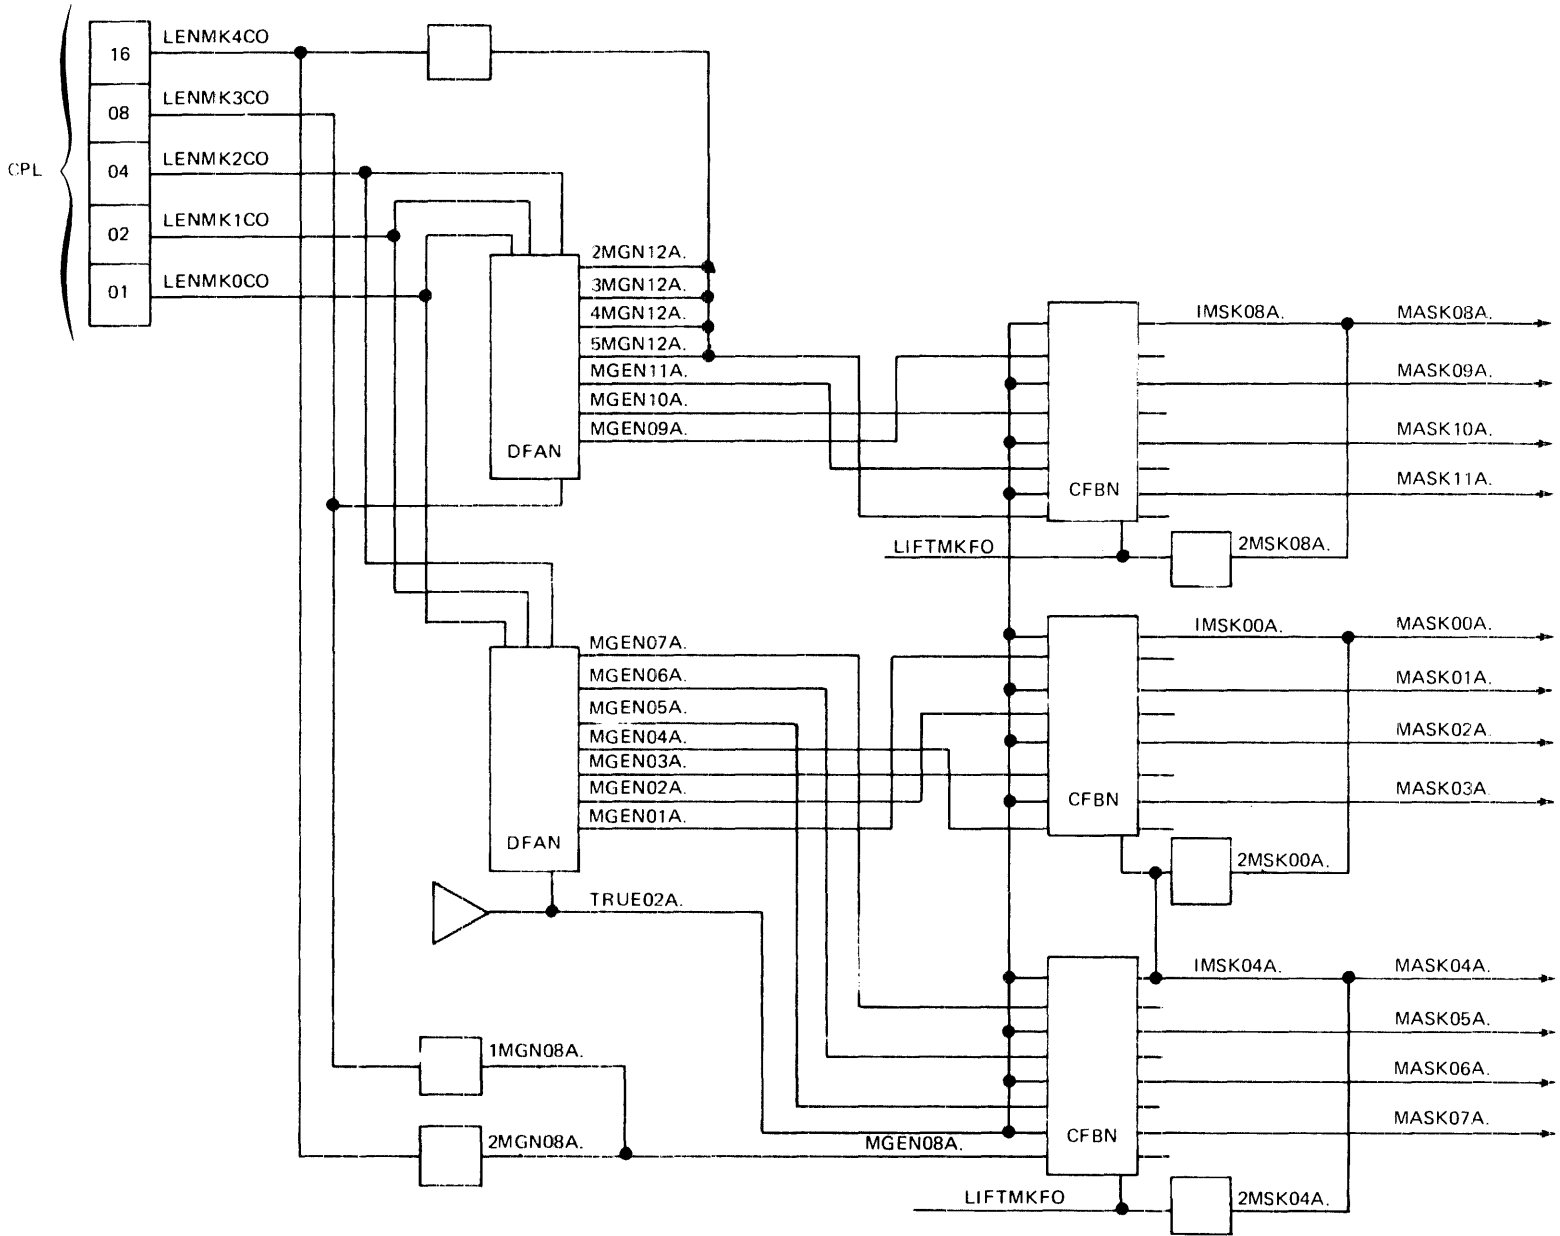 CPL
16
LENMK4CO
08
LENMK3CO
04
LENMK2CO
02
LENMK1CO
01
LENMK0CO
2MGN12A.
3MGN12A.
4MGN12A.
5MGN12A.
MGEN11A.
MGEN10A.
MGEN09A.
DFAN
IMSK08A.
MASK08A.
MASK09A.
MASK10A.
MASK11A.
CFBN
LIFTMKFO
2MSK08A.
MGEN07A.
MGEN06A.
MGEN05A.
MGEN04A.
MGEN03A.
MGEN02A.
MGEN01A.
DFAN
IMSK00A.
MASK00A.
MASK01A.
MASK02A.
MASK03A.
CFBN
2MSK00A.
TRUE02A.
IMSK04A.
MASK04A.
MASK05A.
MASK06A.
MASK07A.
CFBN
1MGN08A.
2MGN08A.
MGEN08A.
LIFTMKFO
2MSK04A.